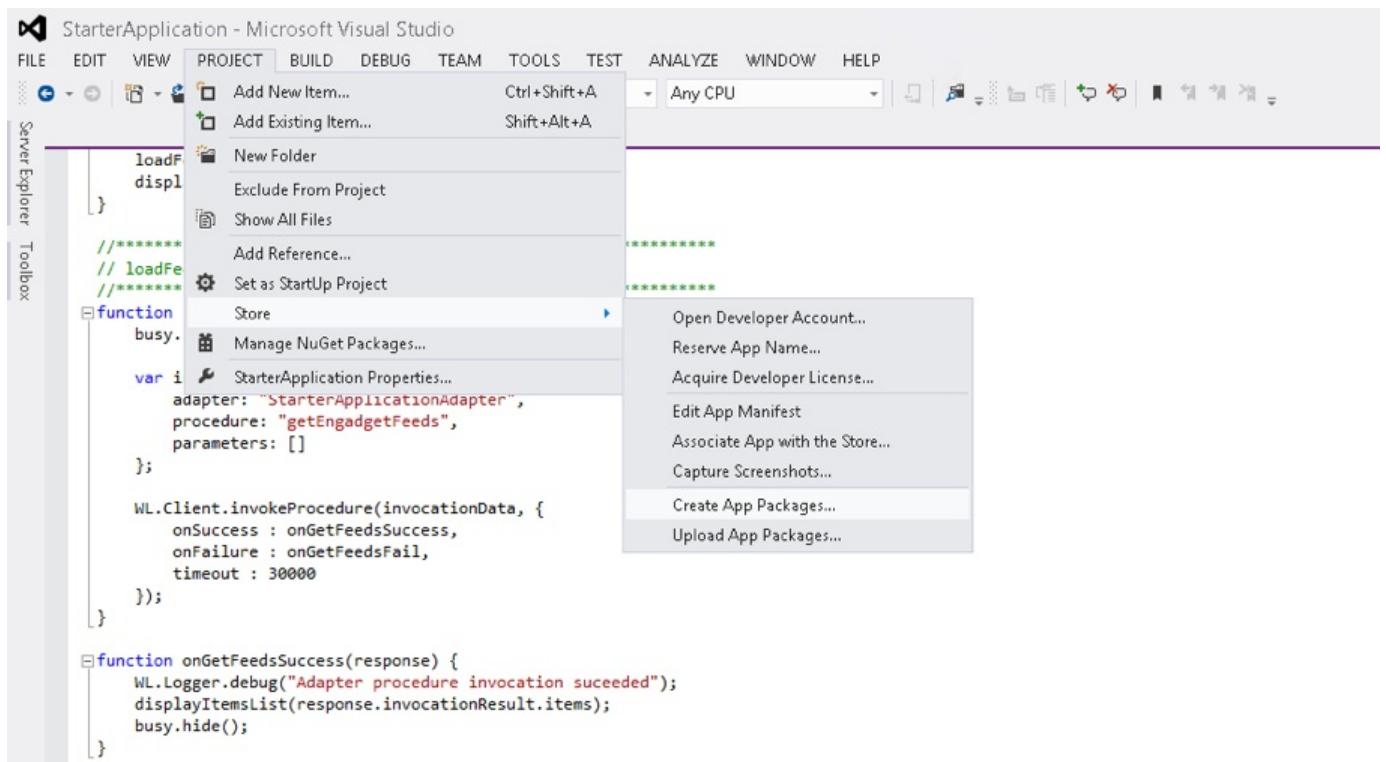 StarterApplication - Microsoft Visual Studio
FILE EDIT VIEW PROJECT BUILD DEBUG TEAM TOOLS TEST ANALYZE WINDOW HELP
Any CPU
Server Explorer
Toolbox
Add New Item... Ctrl+Shift+A
Add Existing Item... Shift+Alt+A
New Folder
Exclude From Project
Show All Files
Add Reference...
Set as StartUp Project
Store
Manage NuGet Packages...
StarterApplication Properties...
Open Developer Account...
Reserve App Name...
Acquire Developer License...
Edit App Manifest
Associate App with the Store...
Capture Screenshots...
Create App Packages...
Upload App Packages...
loadF
displ
}
//******* **********
// loadFe
//******* **********
function
busy.
var i
adapter: "StarterApplicationAdapter",
procedure: "getEngadgetFeeds",
parameters: []
};
WL.Client.invokeProcedure(invocationData, {
onSuccess : onGetFeedsSuccess,
onFailure : onGetFeedsFail,
timeout : 30000
});
}
function onGetFeedsSuccess(response) {
WL.Logger.debug("Adapter procedure invocation suceeded");
displayItemsList(response.invocationResult.items);
busy.hide();
}